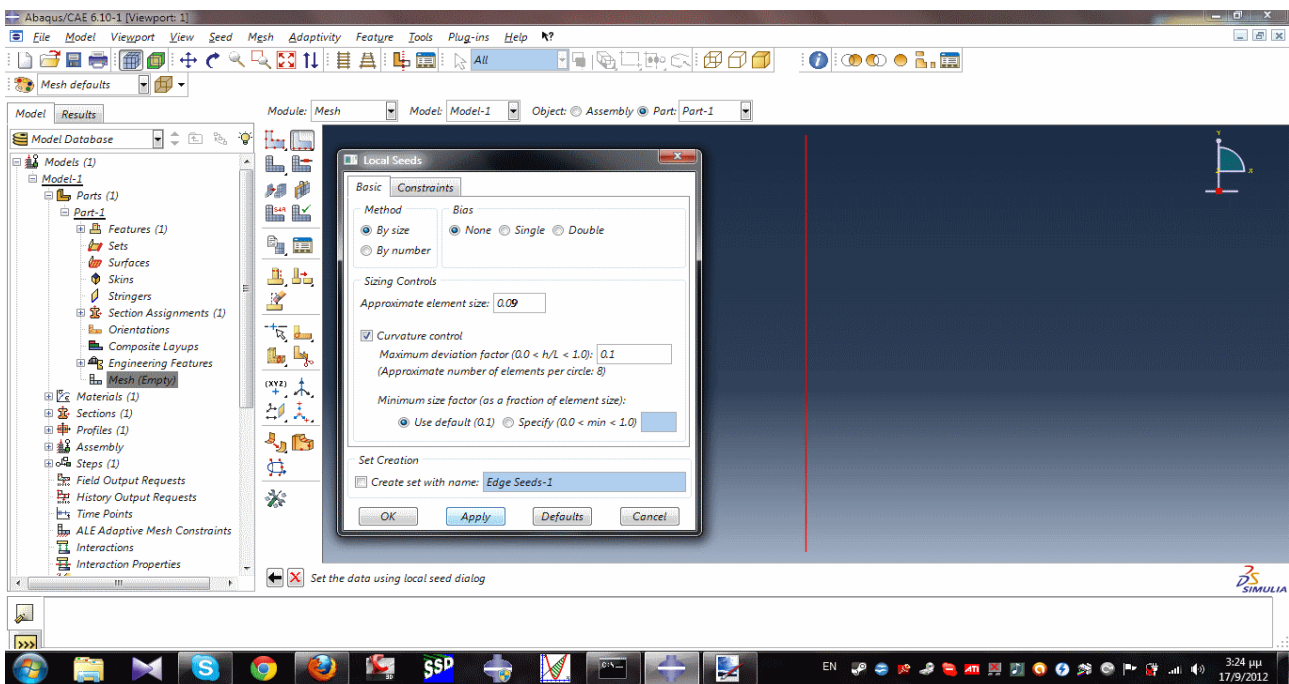 Abaqus/CAE 6.10-1 [Viewport: 1]
File Model Viewport View Seed Mesh Adaptivity Feature Tools Plug-ins Help
All
Mesh defaults
Model Results
Module: Mesh Model: Model-1 Object: Assembly Part: Part-1
Model Database
Models (1)
Model-1
Parts (1)
Part-1
Features (1)
Sets
Surfaces
Skins
Stringers
Section Assignments (1)
Orientations
Composite Layups
Engineering Features
Mesh (Empty)
Materials (1)
Sections (1)
Profiles (1)
Assembly
Steps (1)
Field Output Requests
History Output Requests
Time Points
ALE Adaptive Mesh Constraints
Interactions
Interaction Properties
(XYZ)
Local Seeds
Basic Constraints
Method
By size
By number
Bias
None Single Double
Sizing Controls
Approximate element size: 0.09
Curvature control
Maximum deviation factor (0.0 < h/L < 1.0): 0.1
(Approximate number of elements per circle: 8)
Minimum size factor (as a fraction of element size):
Use default (0.1) Specify (0.0 < min < 1.0)
Set Creation
Create set with name: Edge Seeds-1
OK Apply Defaults Cancel
Y
X
Set the data using local seed dialog
SIMULIA
>>>
SSP
C:\
EN
3:24 μμ
17/9/2012